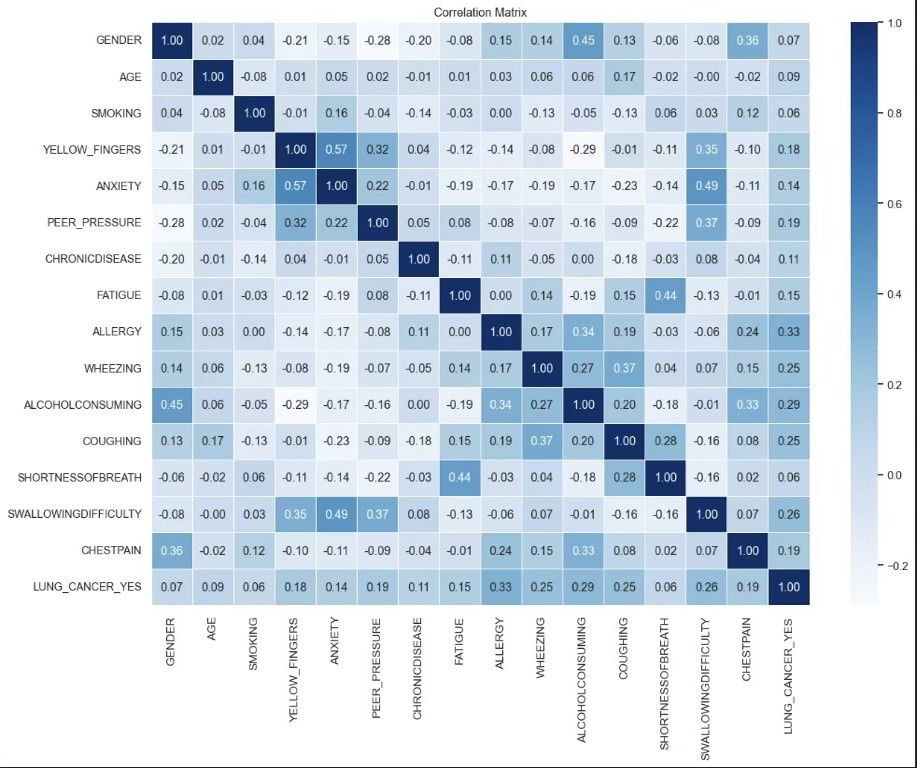 Correlation Matrix
GENDER 1.00 0.02 0.04 -0.21 -0.15 -0.28 -0.20 -0.08 0.15 0.14 0.45 0.13 -0.06 -0.08 0.36 0.07
AGE 0.02 1.00 -0.08 0.01 0.05 0.02 -0.01 0.01 0.03 0.06 0.06 0.17 -0.02 -0.00 -0.02 0.09
SMOKING 0.04 -0.08 1.00 -0.01 0.16 -0.04 -0.14 -0.03 0.00 -0.13 -0.05 -0.13 0.06 0.03 0.12 0.06
YELLOW_FINGERS -0.21 0.01 -0.01 1.00 0.57 0.32 0.04 -0.12 -0.14 -0.08 -0.29 -0.01 -0.11 0.35 -0.10 0.18
ANXIETY -0.15 0.05 0.16 0.57 1.00 0.22 -0.01 -0.19 -0.17 -0.19 -0.17 -0.23 -0.14 0.49 -0.11 0.14
PEER_PRESSURE -0.28 0.02 -0.04 0.32 0.22 1.00 0.05 0.08 -0.08 -0.07 -0.16 -0.09 -0.22 0.37 -0.09 0.19
CHRONICDISEASE -0.20 -0.01 -0.14 0.04 -0.01 0.05 1.00 -0.11 0.11 -0.05 0.00 -0.18 -0.03 0.08 -0.04 0.11
FATIGUE -0.08 0.01 -0.03 -0.12 -0.19 0.08 -0.11 1.00 0.00 0.14 -0.19 0.15 0.44 -0.13 -0.01 0.15
ALLERGY 0.15 0.03 0.00 -0.14 -0.17 -0.08 0.11 0.00 1.00 0.17 0.34 0.19 -0.03 -0.06 0.24 0.33
WHEEZING 0.14 0.06 -0.13 -0.08 -0.19 -0.07 -0.05 0.14 0.17 1.00 0.27 0.37 0.04 0.07 0.15 0.25
ALCOHOLCONSUMING 0.45 0.06 -0.05 -0.29 -0.17 -0.16 0.00 -0.19 0.34 0.27 1.00 0.20 -0.18 -0.01 0.33 0.29
COUGHING 0.13 0.17 -0.13 -0.01 -0.23 -0.09 -0.18 0.15 0.19 0.37 0.20 1.00 0.28 -0.16 0.08 0.25
SHORTNESSOFBREATH -0.06 -0.02 0.06 -0.11 -0.14 -0.22 -0.03 0.44 -0.03 0.04 -0.18 0.28 1.00 -0.16 0.02 0.06
SWALLOWINGDIFFICULTY -0.08 -0.00 0.03 0.35 0.49 0.37 0.08 -0.13 -0.06 0.07 -0.01 -0.16 -0.16 1.00 0.07 0.26
CHESTPAIN 0.36 -0.02 0.12 -0.10 -0.11 -0.09 -0.04 -0.01 0.24 0.15 0.33 0.08 0.02 0.07 1.00 0.19
LUNG_CANCER_YES 0.07 0.09 0.06 0.18 0.14 0.19 0.11 0.15 0.33 0.25 0.29 0.25 0.06 0.26 0.19 1.00
GENDER
AGE
SMOKING
YELLOW_FINGERS
ANXIETY
PEER_PRESSURE
CHRONICDISEASE
FATIGUE
ALLERGY
WHEEZING
ALCOHOLCONSUMING
COUGHING
SHORTNESSOFBREATH
SWALLOWINGDIFFICULTY
CHESTPAIN
LUNG_CANCER_YES
1.0
0.8
0.6
0.4
0.2
0.0
-0.2